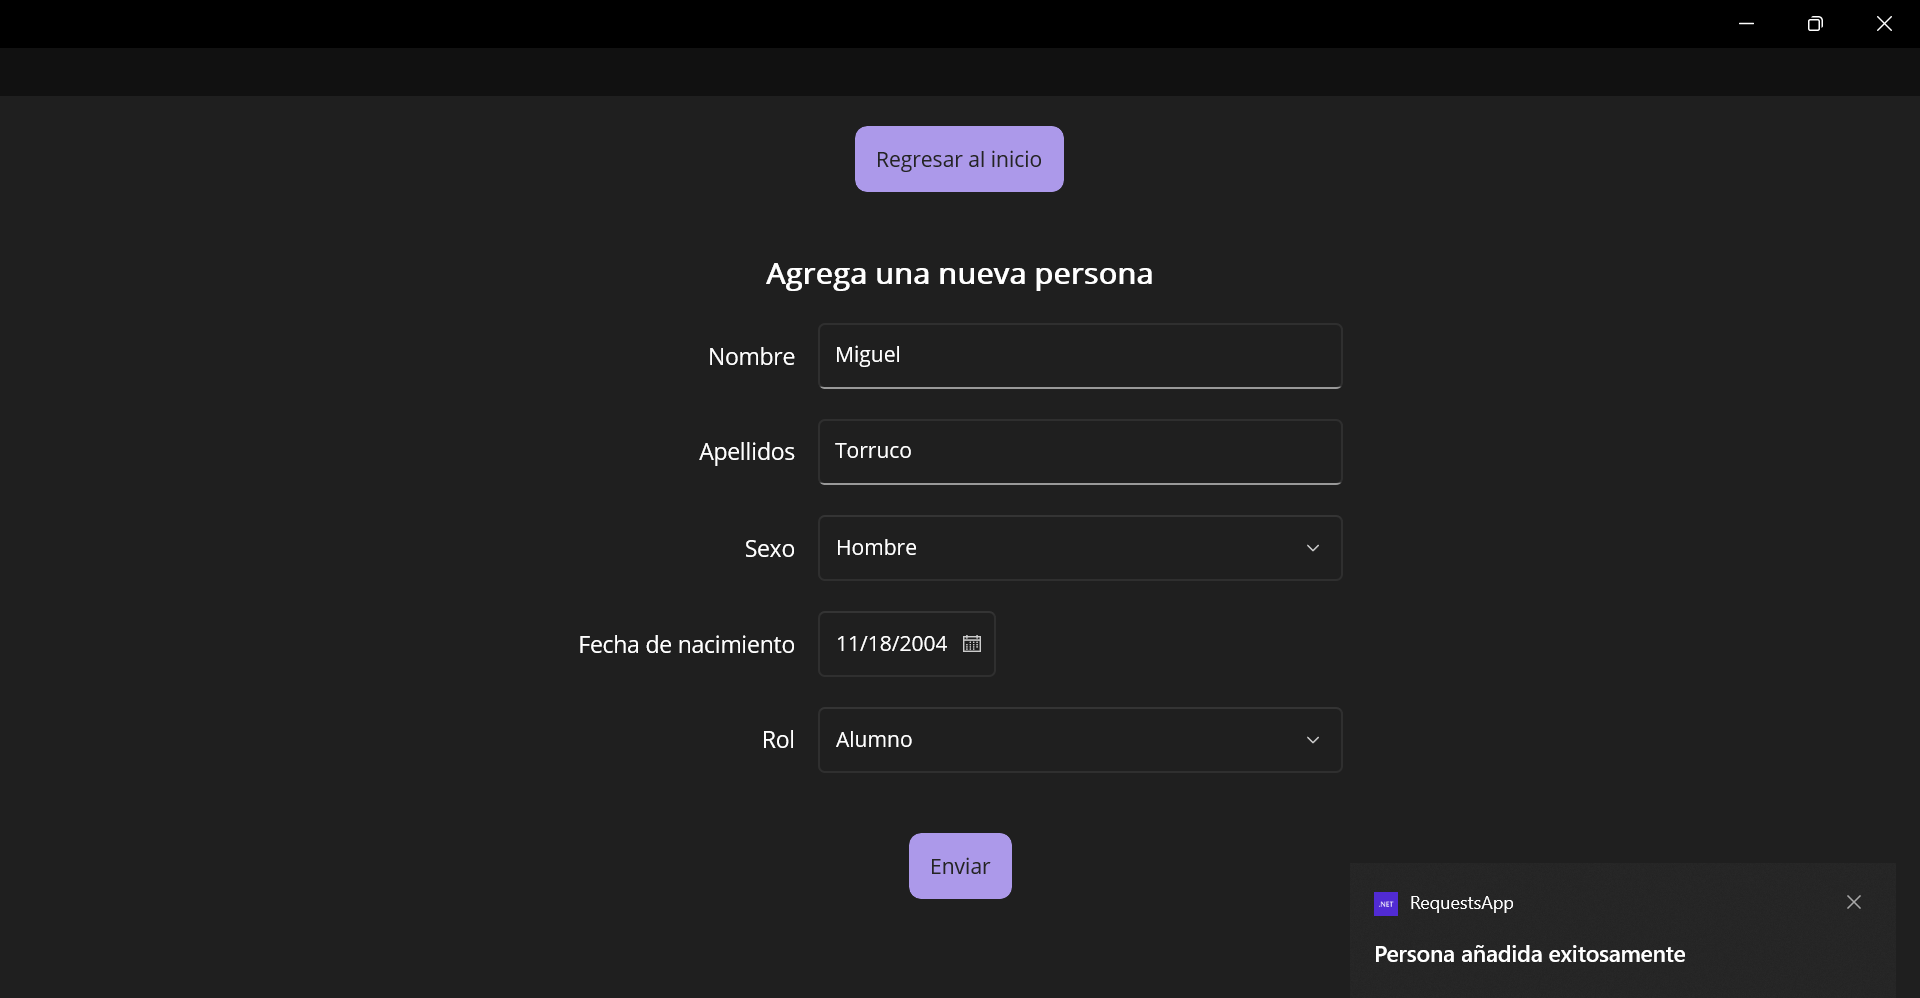 Regresar al inicio
Agrega una nueva persona
Nombre
Miguel
Apellidos
Torruco
Sexo
Hombre
Fecha de nacimiento
11/18/2004
Rol
Alumno
Enviar
.NET
RequestsApp
Persona añadida exitosamente